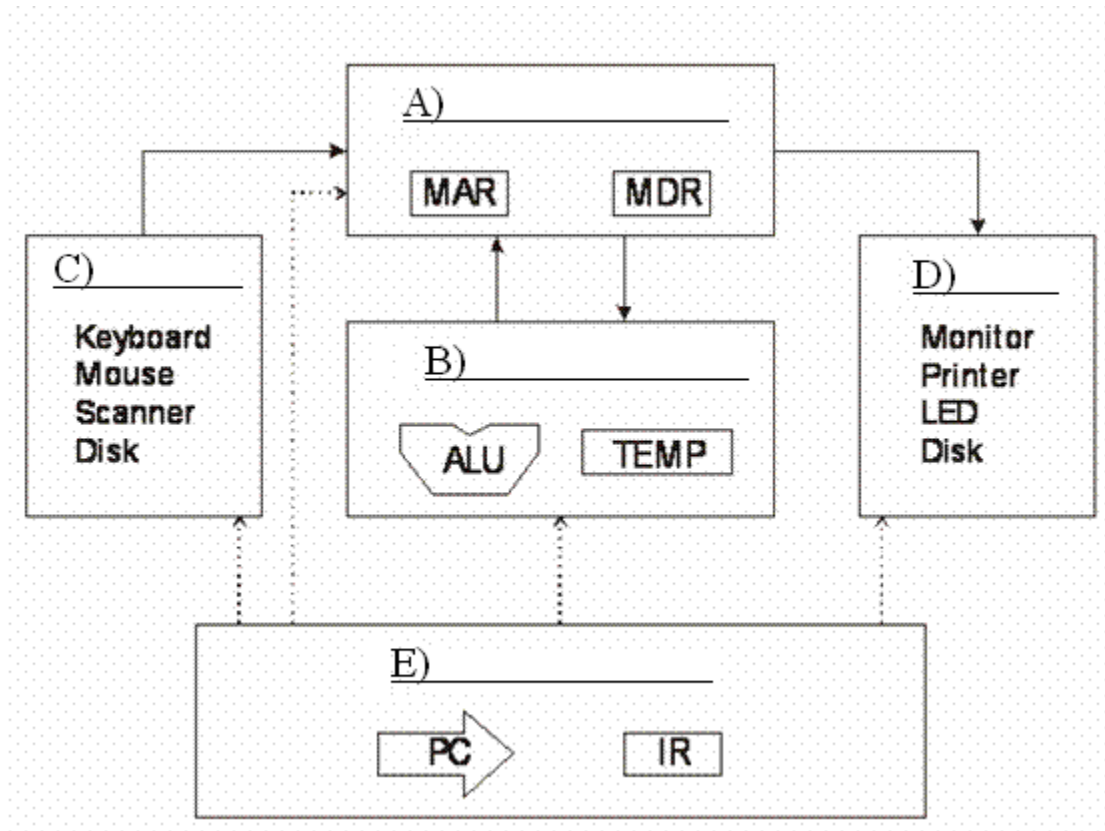 A)
MAR
MDR
C)
Keyboard
Mouse
Scanner
Disk
B)
ALU
TEMP
D)
Monitor
Printer
LED
Disk
E)
PC
IR